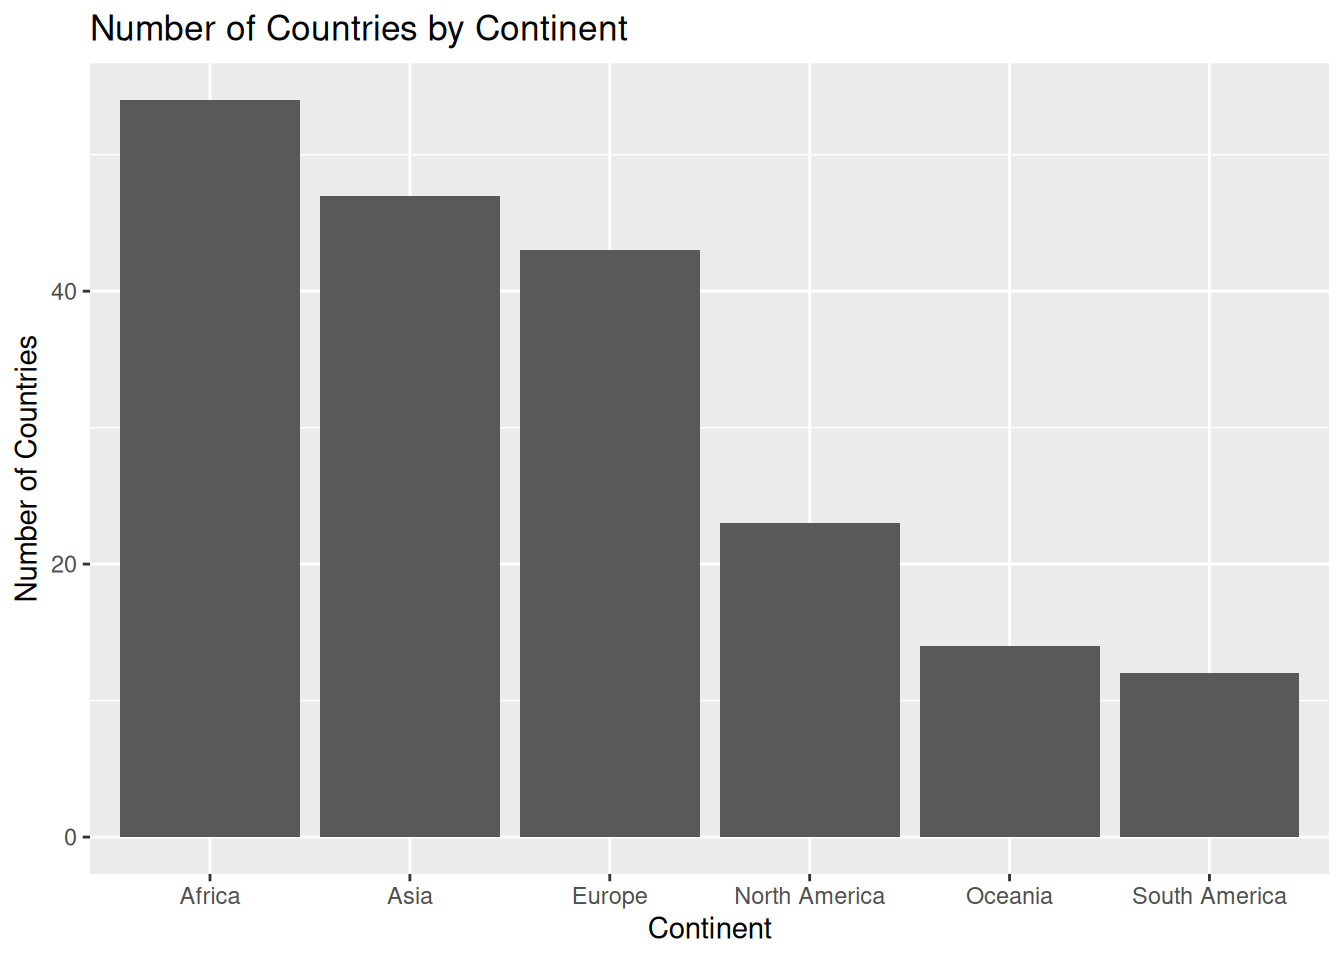 Number of Countries by Continent
Number of Countries
40
20
0
Africa Asia Europe North America Oceania South America
Continent